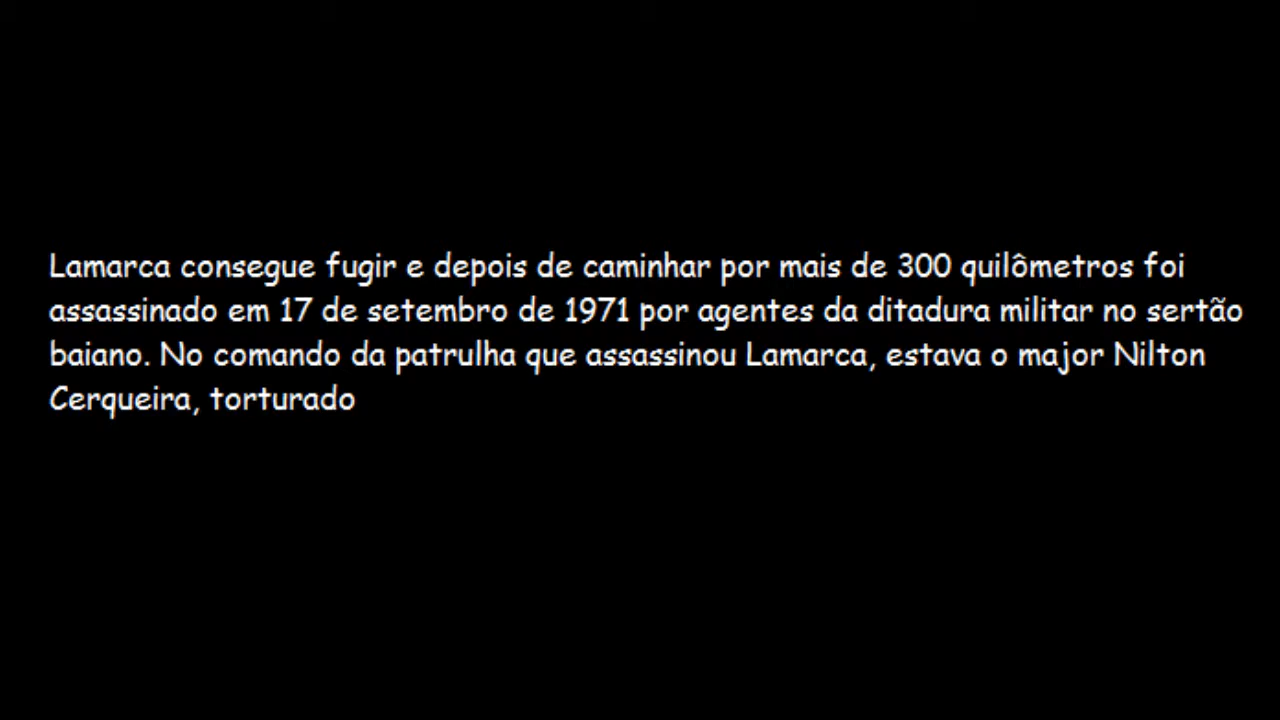 Lamarca consegue fugir e depois de caminhar por mais de 300 quilômetros foi
assassinado em 17 de setembro de 1971 por agentes da ditadura militar no sertão
baiano. No comando da patrulha que assassinou Lamarca, estava o major Nilton
Cerqueira, torturado